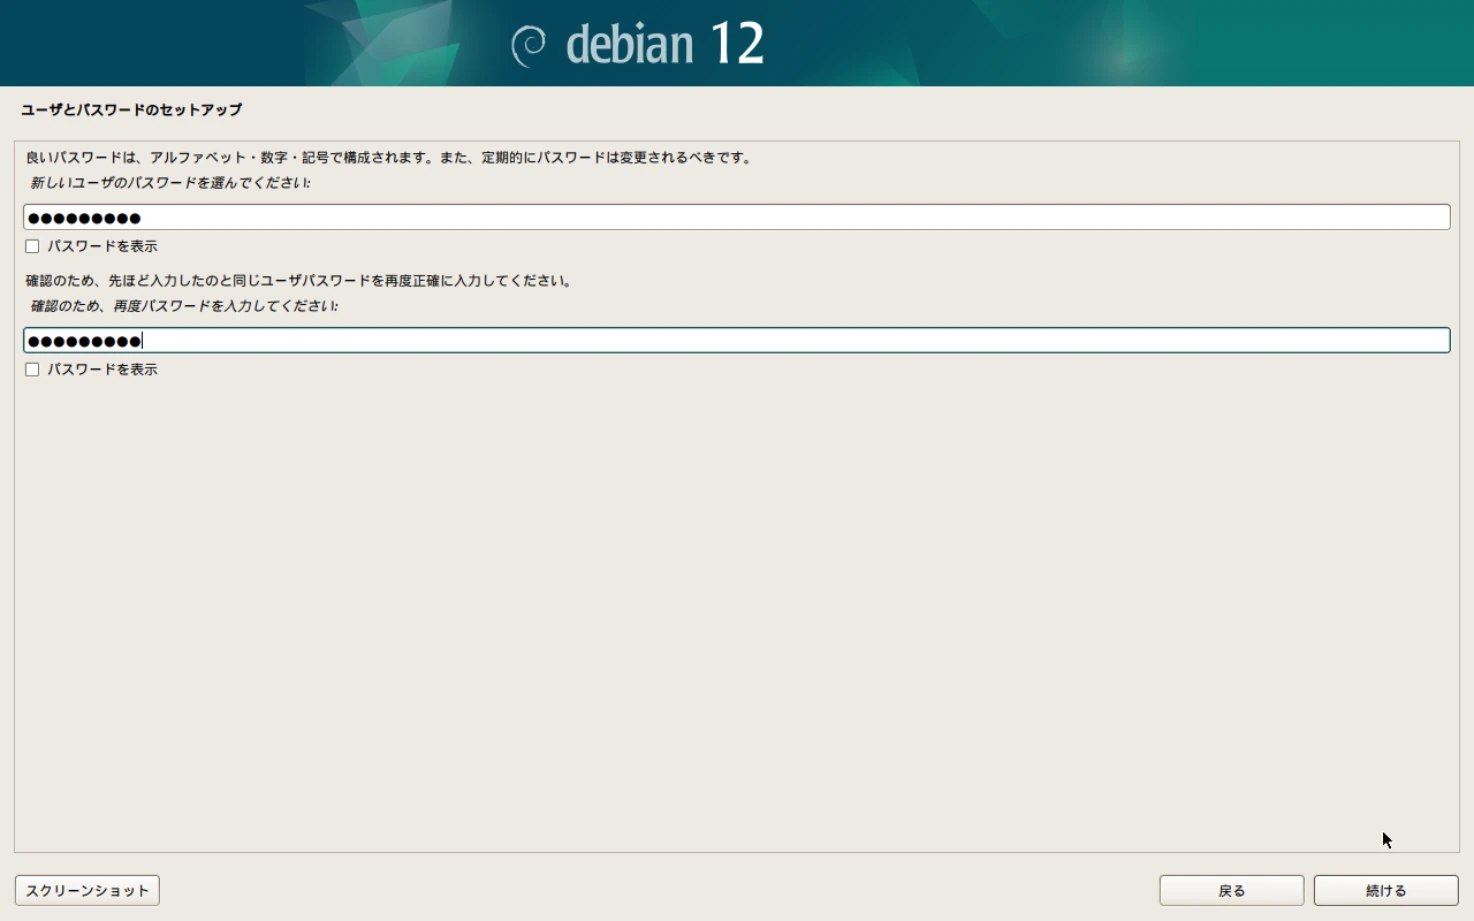 debian 12
ユーザとパスワードのセットアップ
良いパスワードは、アルファベット・数字・記号で構成されます。また、定期的にパスワードは変更されるべきです。
新しいユーザのパスワードを選んでください:
●●●●●●●●●
パスワードを表示
確認のため、先ほど入力したのと同じユーザパスワードを再度正確に入力してください。
確認のため、再度パスワードを入力してください:
●●●●●●●●●
パスワードを表示
スクリーンショット
戻る
続ける